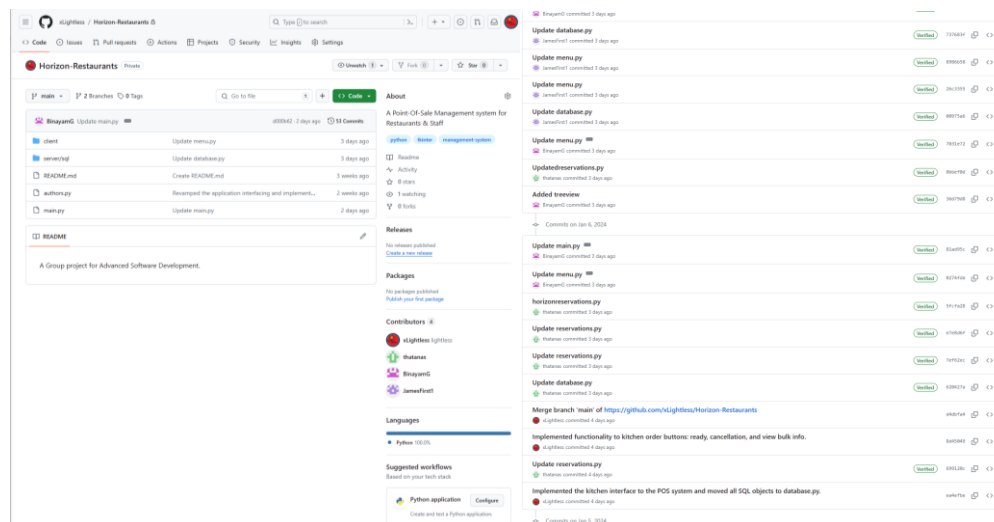 xLightless / Horizon-Restaurants
Type / to search
Code
Issues
Pull requests
Actions
Projects
Security
Insights
Settings
Horizon-Restaurants Private
Unwatch 1
Fork 0
Star 0
main
2 Branches
0 Tags
Go to file
Code
BinayamG Update main.py
2 days ago
53 Commits
client Update menu.py 3 days ago
server/sql Update database.py 3 days ago
README.md Create README.md 3 weeks ago
authors.py Revamped the application interfacing and implement... 2 weeks ago
main.py Update main.py 2 days ago
README
A Group project for Advanced Software Development.
About
A Point-Of-Sale Management system for
Restaurants & Staff
python tkinter management-system
Readme
Activity
0 stars
1 watching
0 forks
Releases
No releases published
Create a new release
Packages
No packages published
Publish your first package
Contributors 4
xLightless lightless
thatanas
BinayamG
JamesFirst1
Languages
Python 100.0%
Suggested workflows
Based on your tech stack
Python application Configure
Create and test a Python application.
BinayamG committed 3 days ago
Update database.py
JamesFirst1 committed 3 days ago
Verified
Update menu.py
JamesFirst1 committed 3 days ago
Verified
Update menu.py
JamesFirst1 committed 3 days ago
Verified
Update database.py
JamesFirst1 committed 3 days ago
Verified
Update menu.py
BinayamG committed 3 days ago
Verified
Updatedreservations.py
thatanas committed 3 days ago
Verified
Added treeview
BinayamG committed 3 days ago
Verified
Commits on Jan 6, 2024
Update main.py
BinayamG committed 3 days ago
Verified
Update menu.py
BinayamG committed 3 days ago
Verified
horizonreservations.py
thatanas committed 3 days ago
Verified
Update reservations.py
thatanas committed 3 days ago
Verified
Update reservations.py
thatanas committed 3 days ago
Verified
Update database.py
thatanas committed 3 days ago
Verified
Merge branch 'main' of https://github.com/xLightless/Horizon-Restaurants
xLightless committed 4 days ago
Implemented functionality to kitchen order buttons: ready, cancellation, and view bulk info.
xLightless committed 4 days ago
Update reservations.py
thatanas committed 4 days ago
Verified
Implemented the kitchen interface to the POS system and moved all SQL objects to database.py.
xLightless committed 4 days ago
Commits on Jan 5, 2024